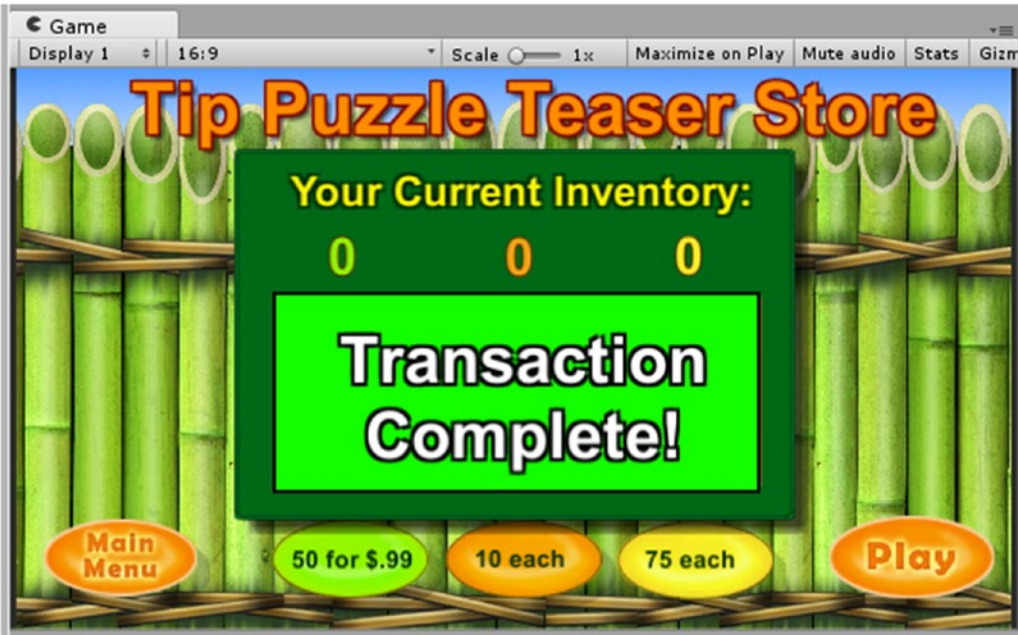 Game
Display 1 16:9 Scale 1x Maximize on Play Mute audio Stats Gizm
Tip Puzzle Teaser Store
Your Current Inventory:
0 0 0
Transaction
Complete!
Main
Menu
50 for $.99 10 each 75 each
Play